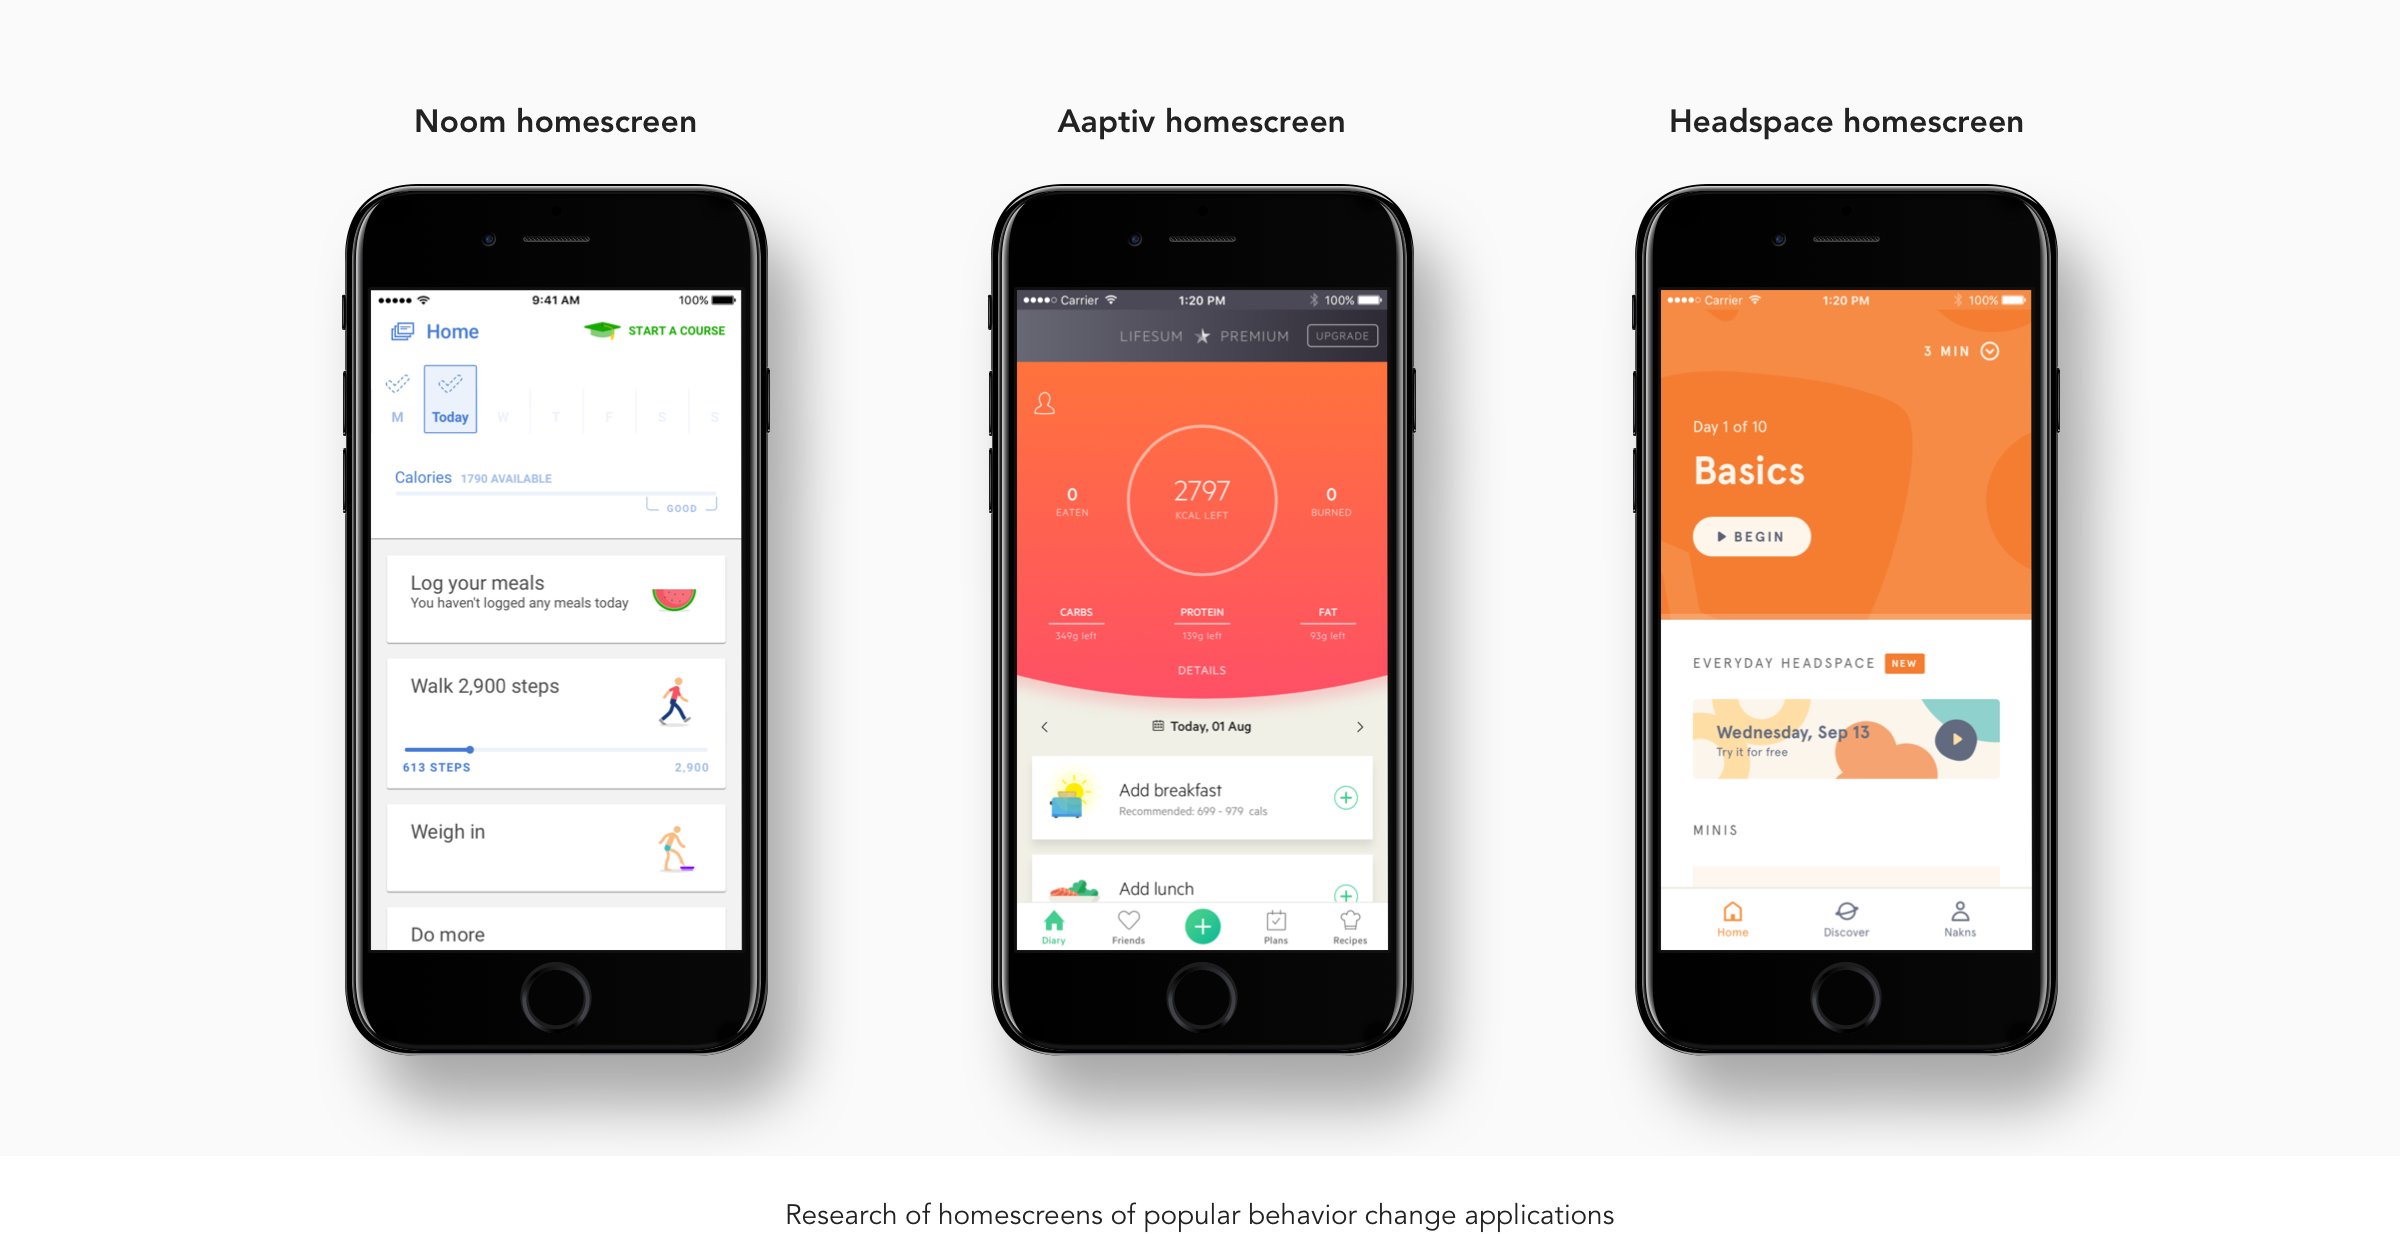 Noom homescreen
9:41 AM
100%
Home
START A COURSE
M
Today
W
T
F
S
S
Calories 1790 AVAILABLE
GOOD
Log your meals
You haven't logged any meals today
Walk 2,900 steps
613 STEPS
2,900
Weigh in
Do more
Aaptiv homescreen
Carrier
1:20 PM
100%
LIFESUM ★ PREMIUM
UPGRADE
0
EATEN
2797
KCAL LEFT
0
BURNED
CARBS
349g left
PROTEIN
139g left
FAT
93g left
DETAILS
Today, 01 Aug
Add breakfast
Recommended: 699 - 979 cals
Add lunch
Diary
Friends
Plans
Recipes
Headspace homescreen
Carrier
1:20 PM
100%
3 MIN
Day 1 of 10
Basics
BEGIN
EVERYDAY HEADSPACE NEW
Wednesday, Sep 13
Try it for free
MINIS
Home
Discover
Nakns
Research of homescreens of popular behavior change applications